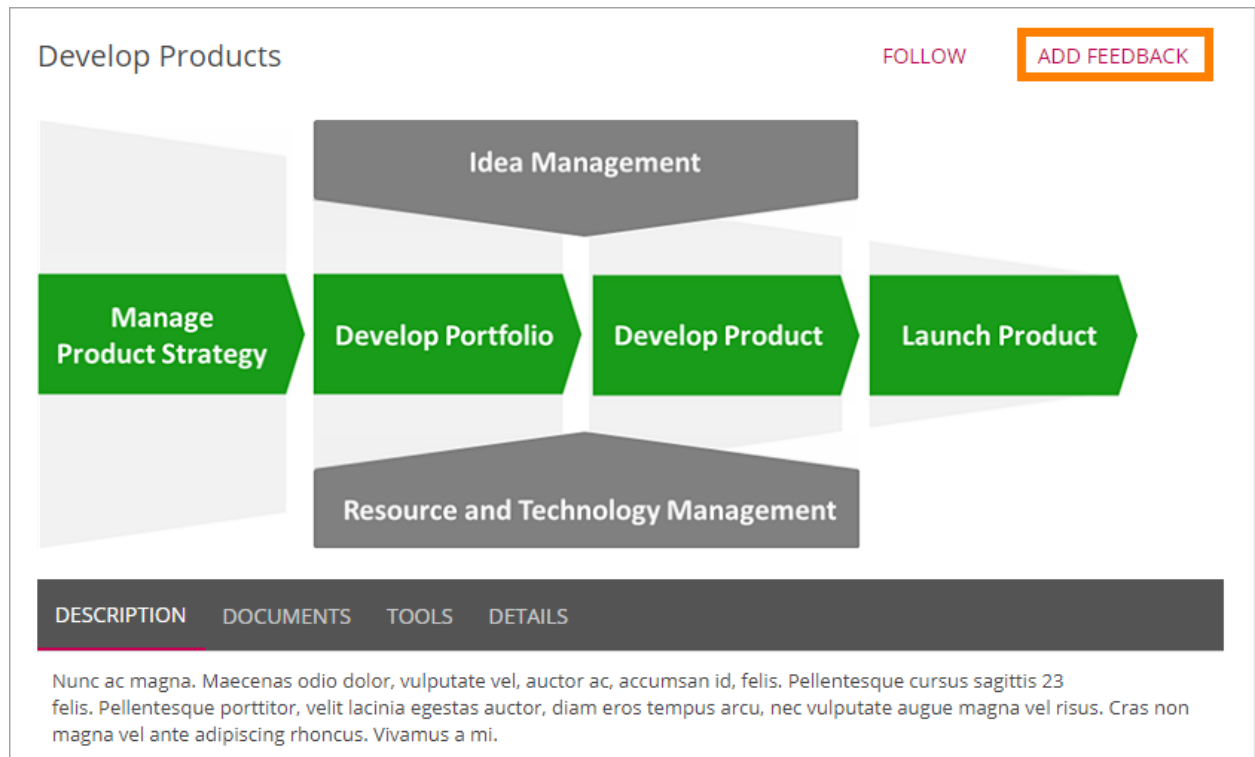 Develop Products
FOLLOW
ADD FEEDBACK
Idea Management
Manage
Product Strategy
Develop Portfolio
Develop Product
Launch Product
Resource and Technology Management
DESCRIPTION
DOCUMENTS
TOOLS
DETAILS
Nunc ac magna. Maecenas odio dolor, vulputate vel, auctor ac, accumsan id, felis. Pellentesque cursus sagittis 23
felis. Pellentesque porttitor, velit lacinia egestas auctor, diam eros tempus arcu, nec vulputate augue magna vel risus. Cras non
magna vel ante adipiscing rhoncus. Vivamus a mi.